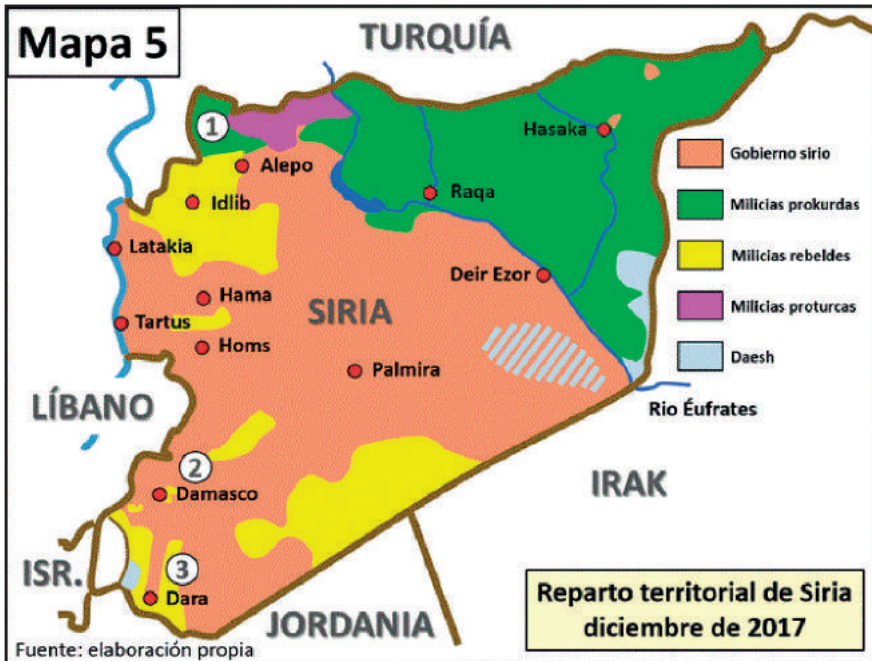 Mapa 5
TURQUÍA
1
Alepo
Idlib
Latakia
Hama
Tartus
Homs
SIRIA
Hasaka
Raqa
Deir Ezor
Palmira
LÍBANO
2
Damasco
ISR.
3
Dara
JORDANIA
IRAK
Rio Éufrates
Gobierno sirio
Milicias prokurdas
Milicias rebeldes
Milicias proturcas
Daesh
Reparto territorial de Siria
diciembre de 2017
Fuente: elaboración propia